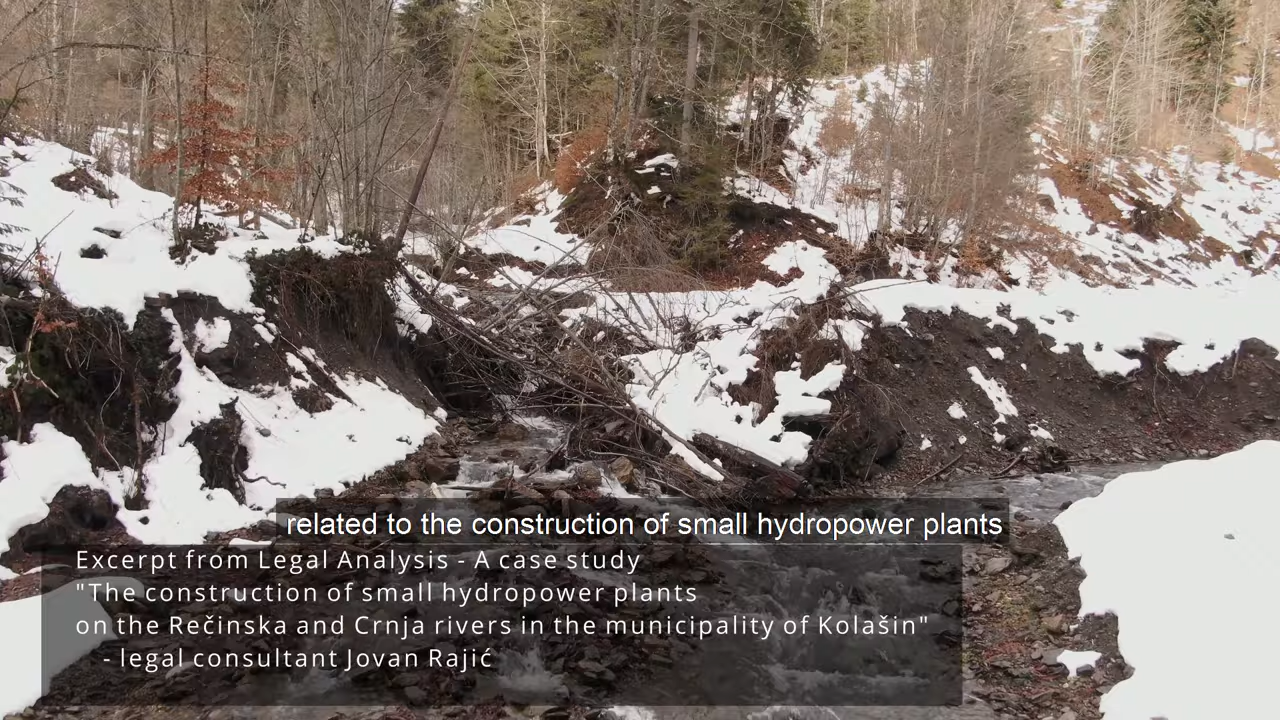 related to the construction of small hydropower plants
Excerpt from Legal Analysis - A case study
"The construction of small hydropower plants
on the Rečinska and Crnja rivers in the municipality of Kolašin"
- legal consultant Jovan Rajić